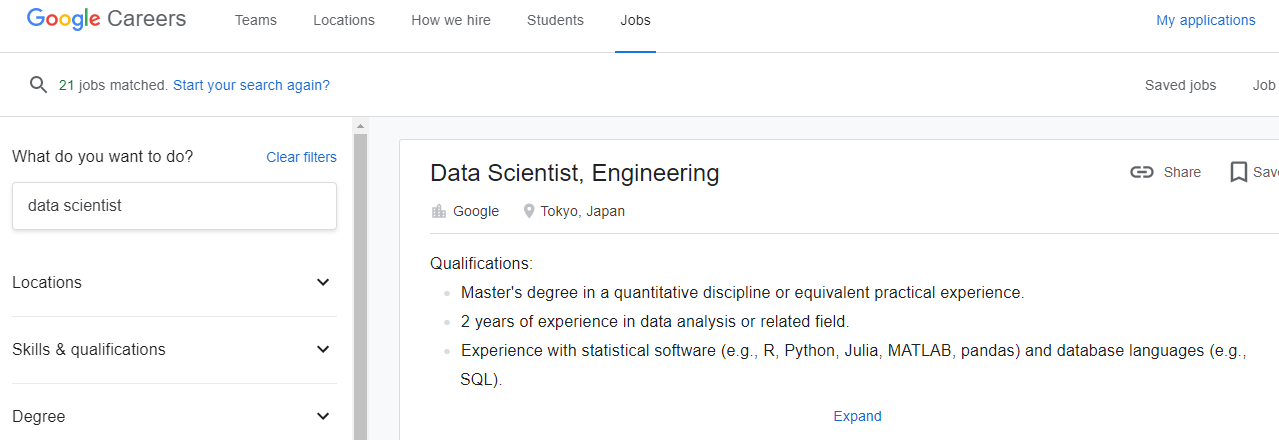 Google Careers Teams Locations How we hire Students Jobs My applications
21 jobs matched. Start your search again? Saved jobs Job
What do you want to do? Clear filters
data scientist
Locations
Skills & qualifications
Degree
Data Scientist, Engineering Share Save
Google Tokyo, Japan
Qualifications:
Master's degree in a quantitative discipline or equivalent practical experience.
2 years of experience in data analysis or related field.
Experience with statistical software (e.g., R, Python, Julia, MATLAB, pandas) and database languages (e.g.,
SQL).
Expand